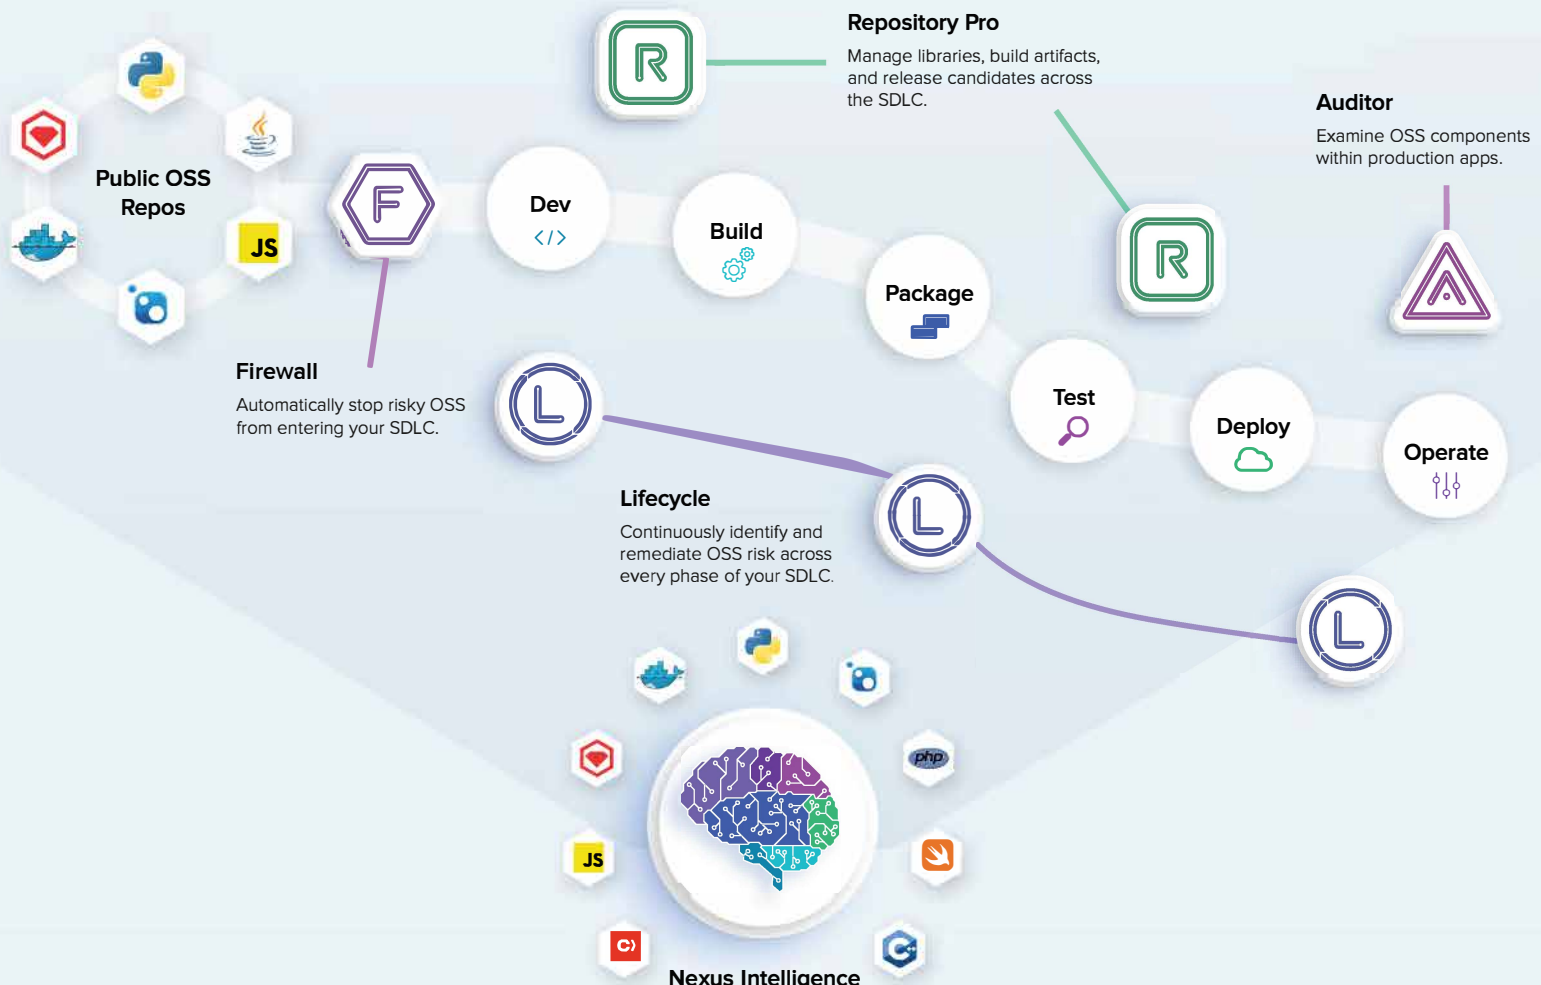 Repository Pro
Manage libraries, build artifacts,
and release candidates across
the SDLC.
Auditor
Examine OSS components
within production apps.
Public OSS
Repos
JS
F
R
R
A
Dev
</>
Build
Package
Test
Deploy
Operate
Firewall
Automatically stop risky OSS
from entering your SDLC.
L
Lifecycle
Continuously identify and
remediate OSS risk across
every phase of your SDLC.
L
L
php
JS
C
Nexus Intelligence